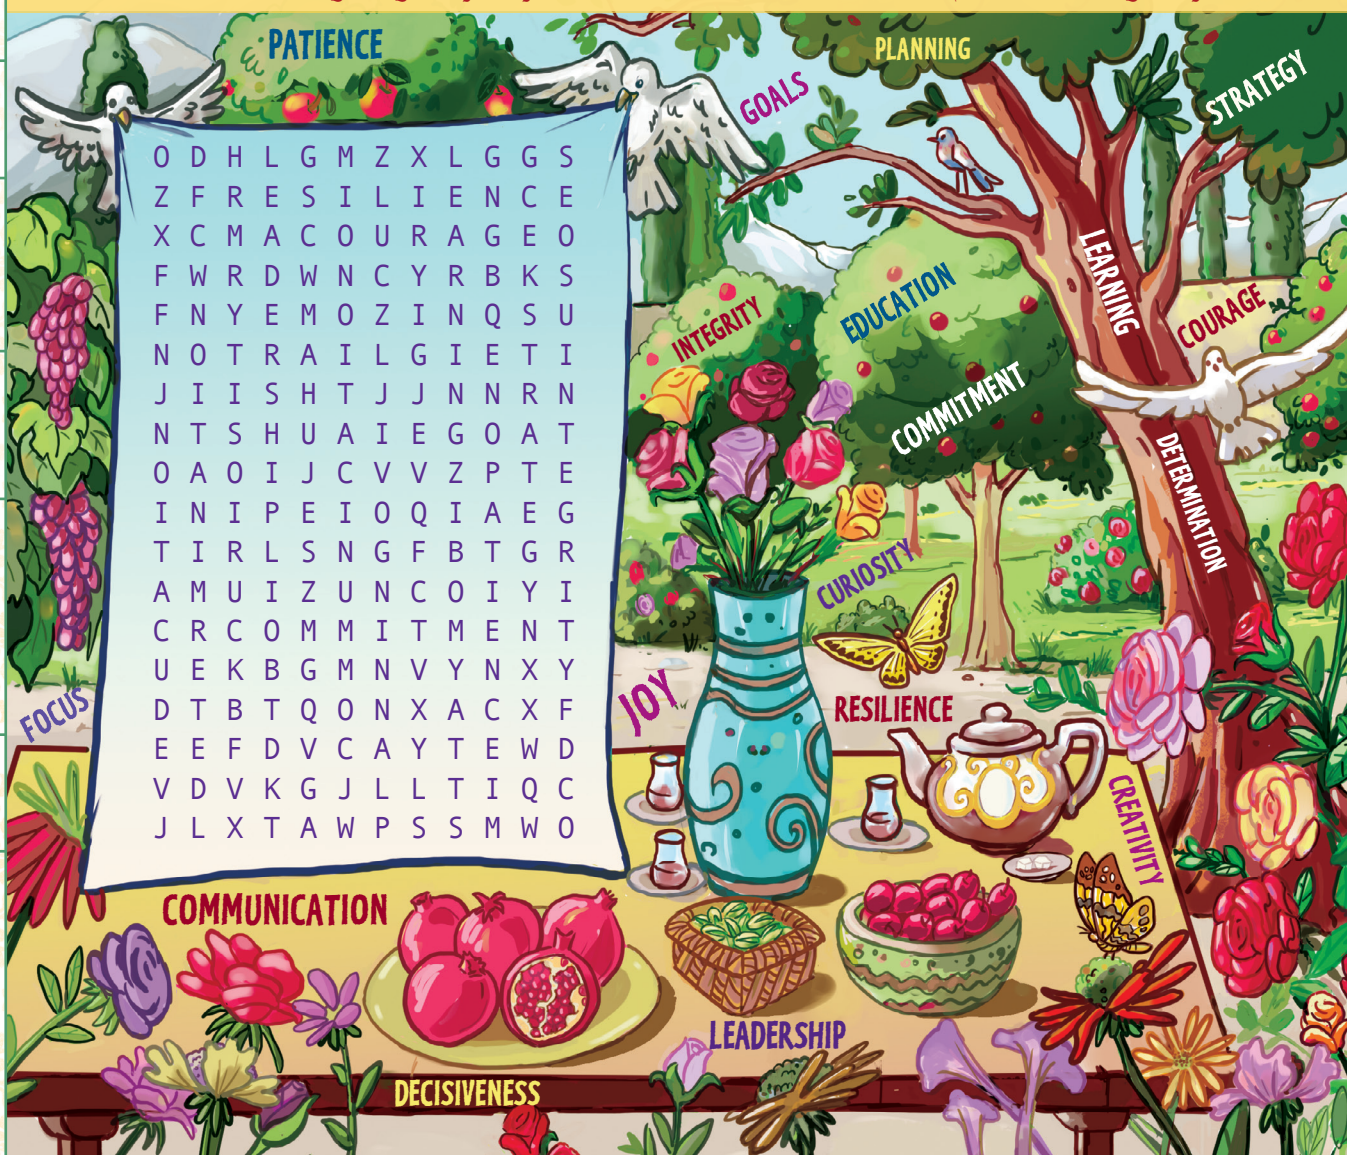 PATIENCE
PLANNING
GOALS
STRATEGY
O D H L G M Z X L G G S
Z F R E S I L I E N C E
X C M A C O U R A G E O
F W R D W N C Y R B K S
F N Y E M O Z I N Q S U
N O T R A I L G I E T I
J I I S H T J J N N R N
N T S H U A I E G O A T
O A O I J C V V Z P T E
I N I P E I O Q I A E G
T I R L S N G F B T G R
A M U I Z U N C O I Y I
C R C O M M I T M E N T
U E K B G M N V Y N X Y
D T B T Q O N X A C X F
E E F D V C A Y T E W D
V D V K G J L L T I Q C
J L X T A W P S S M W O
LEARNING
EDUCATION
INTEGRITY
COURAGE
COMMITMENT
DETERMINATION
CURIOSITY
FOCUS
JOY
RESILIENCE
CREATIVITY
COMMUNICATION
LEADERSHIP
DECISIVENESS